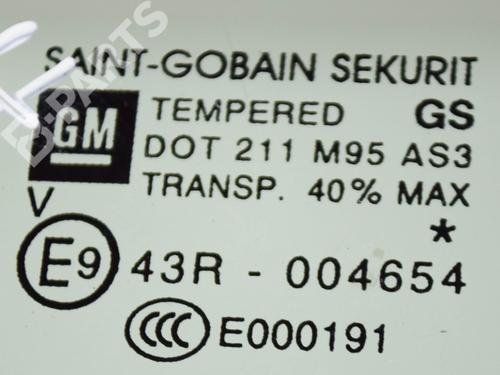 SAINT-GOBAIN SEKURIT
GM TEMPERED GS
DOT 211 M95 AS3
TRANSP. 40% MAX
V *
E9 43R - 004654
CCC E000191